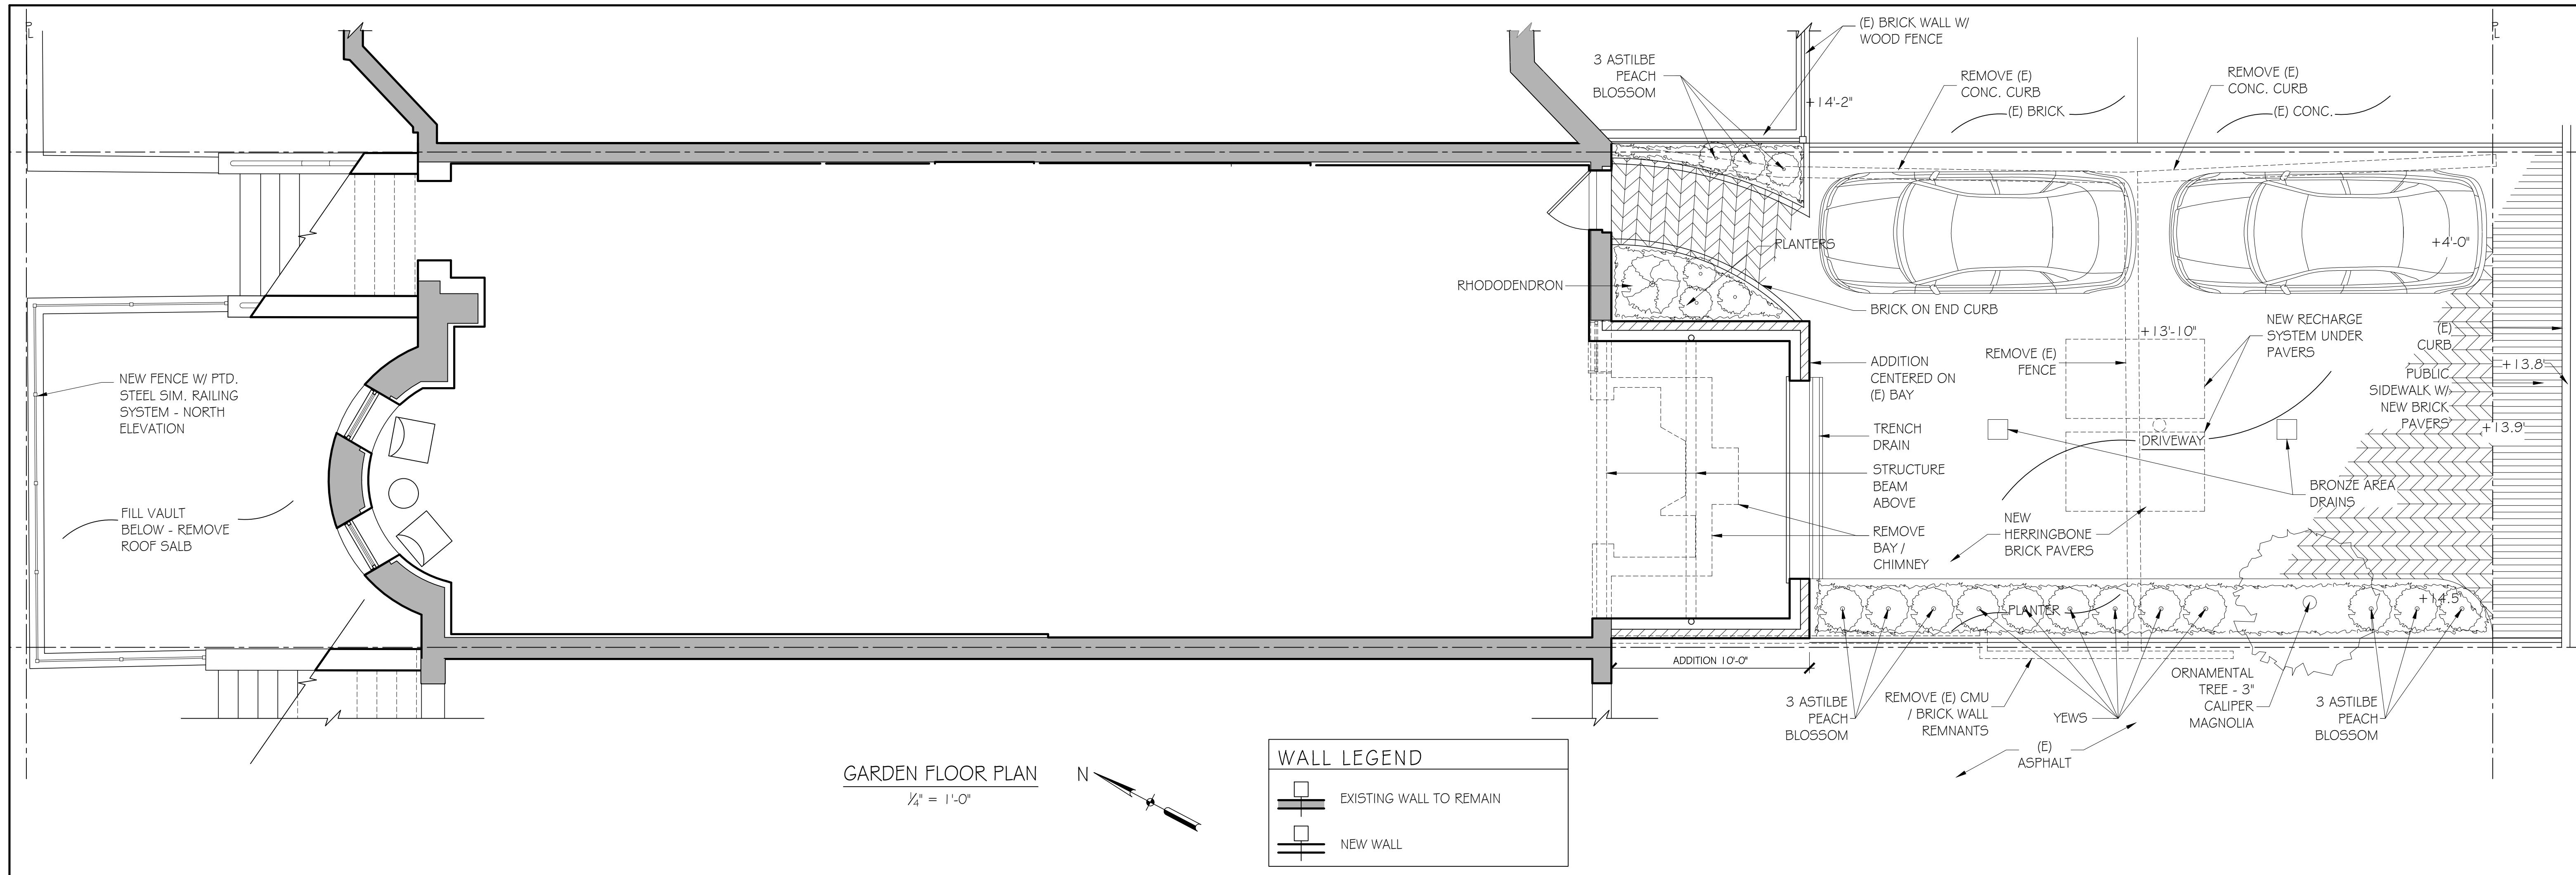 P
L
(E) BRICK WALL W/
WOOD FENCE
P
L
3 ASTILBE
PEACH
BLOSSOM
REMOVE (E)
CONC. CURB
REMOVE (E)
CONC. CURB
+14'-2"
(E) BRICK
(E) CONC.
PLANTERS
+4'-0"
RHODODENDRON
BRICK ON END CURB
NEW RECHARGE
SYSTEM UNDER
PAVERS
+13'-10"
(E)
CURB
REMOVE (E)
FENCE
ADDITION
CENTERED ON
(E) BAY
+13.8'
PUBLIC
SIDEWALK W/
NEW BRICK
PAVERS
NEW FENCE W/ PTD.
STEEL SIM. RAILING
SYSTEM - NORTH
ELEVATION
TRENCH
DRAIN
+13.9'
DRIVEWAY
STRUCTURE
BEAM
ABOVE
BRONZE AREA
DRAINS
FILL VAULT
BELOW - REMOVE
ROOF SALB
NEW
HERRINGBONE
BRICK PAVERS
REMOVE
BAY /
CHIMNEY
+14.5'
PLANTER
ADDITION 10'-0"
ORNAMENTAL
TREE - 3"
CALIPER
MAGNOLIA
3 ASTILBE
PEACH
BLOSSOM
REMOVE (E) CMU
/ BRICK WALL
REMNANTS
YEWS
3 ASTILBE
PEACH
BLOSSOM
(E)
ASPHALT
GARDEN FLOOR PLAN
1/4" = 1'-0"
N
WALL LEGEND
EXISTING WALL TO REMAIN
NEW WALL